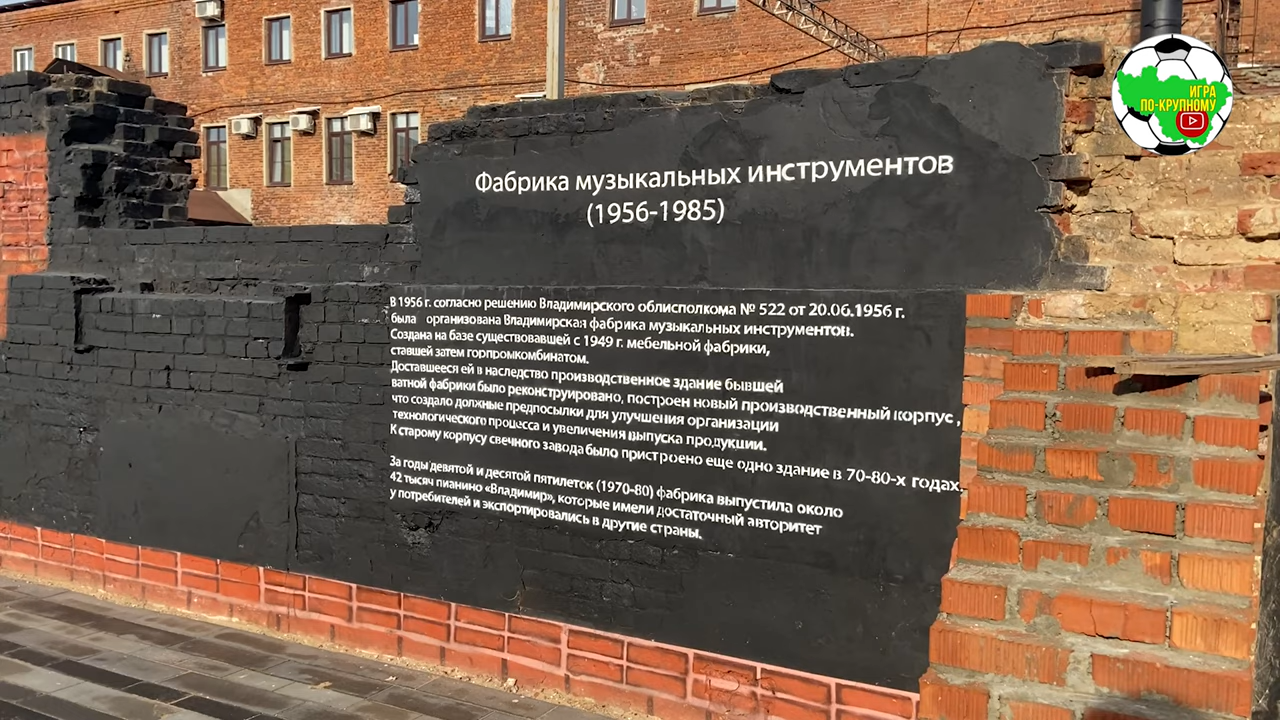 ИГРА
ПО-КРУПНОМУ
Фабрика музыкальных инструментов
(1956-1985)
В 1956 г. согласно решению Владимирского облисполкома № 522 от 20.06.1956 г.
была организована Владимирская фабрика музыкальных инструментов.
Создана на базе существовавшей с 1949 г. мебельной фабрики,
ставшей затем горпромкомбинатом.
Доставшееся ей в наследство производственное здание бывшей
ватной фабрики было реконструировано, построен новый производственный корпус,
что создало должные предпосылки для улучшения организации
технологического процесса и увеличения выпуска продукции.
К старому корпусу свечного завода было пристроено еще одно здание в 70-80-х годах.
За годы девятой и десятой пятилеток (1970-80) фабрика выпустила около
42 тысяч пианино «Владимир», которые имели достаточный авторитет
у потребителей и экспортировались в другие страны.